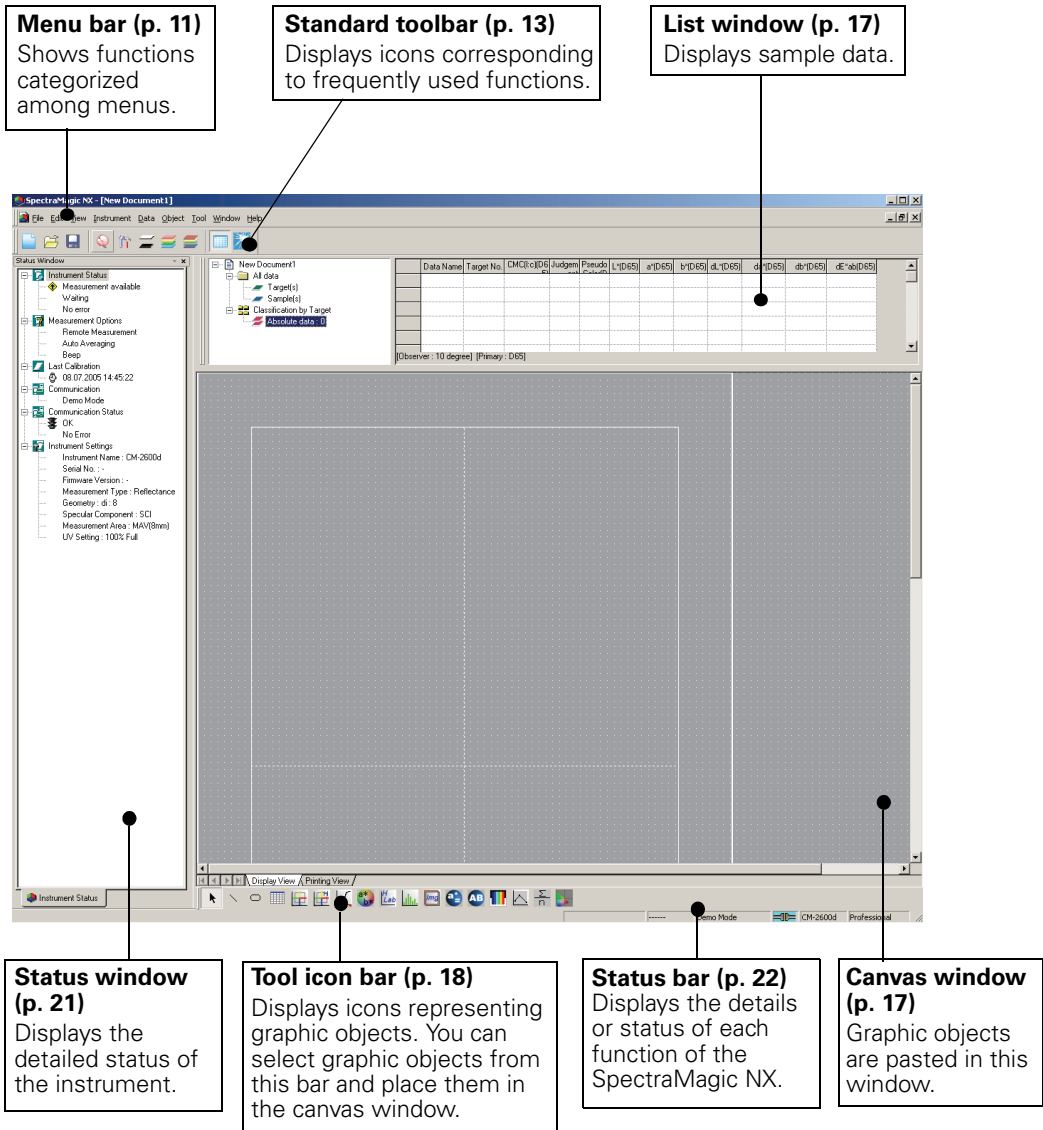 Menu bar (p. 11)
Shows functions
categorized
among menus.
Standard toolbar (p. 13)
Displays icons corresponding
to frequently used functions.
List window (p. 17)
Displays sample data.
SpectraMagic NX - [New Document1]
File Edit View Instrument Data Object Tool Window Help
Status Window
Instrument Status
Measurement available
Waiting
No error
Measurement Options
Remote Measurement
Auto Averaging
Beep
Last Calibration
08.07.2005 14:45:22
Communication
Demo Mode
Communication Status
OK
No Error
Instrument Settings
Instrument Name : CM-2600d
Serial No. : -
Firmware Version : -
Measurement Type : Reflectance
Geometry : di : 8
Specular Component : SCI
Measurement Area : MAV(8mm)
UV Setting : 100% Full
Instrument Status
New Document1
All data
Target(s)
Sample(s)
Classification by Target
Absolute data : 0
Data Name Target No. CMC(l:c)(D6 Judgem Pseudo L*(D65) a*(D65) b*(D65) dL*(D65) da*(D65) db*(D65) dE*ab(D65)
[Observer : 10 degree] [Primary : D65]
Display View Printing View
------ Demo Mode CM-2600d Professional
Status window
(p. 21)
Displays the
detailed status of
the instrument.
Tool icon bar (p. 18)
Displays icons representing
graphic objects. You can
select graphic objects from
this bar and place them in
the canvas window.
Status bar (p. 22)
Displays the details
or status of each
function of the
SpectraMagic NX.
Canvas window
(p. 17)
Graphic objects
are pasted in this
window.